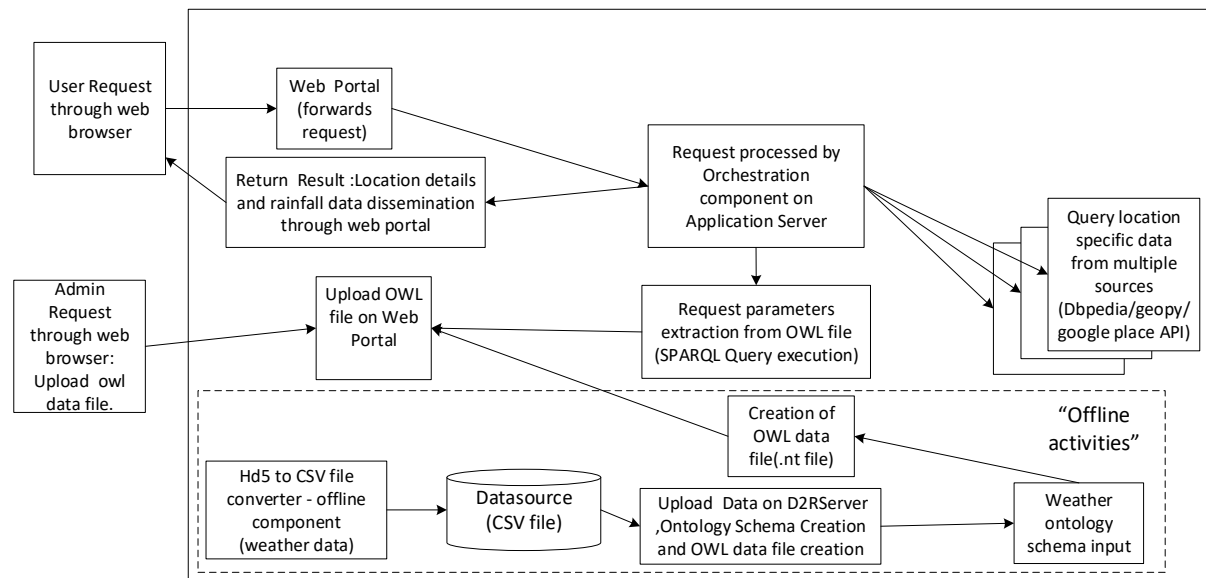 User Request
through web
browser
Web  Portal
(forwards
request)
Return  Result :Location details
and rainfall data dissemination
through web portal
Request processed by
Orchestration
component on
Application Server
Query location
specific data
from multiple
sources
(Dbpedia/geopy/
google place API)
Admin
Request
through web
browser:
Upload  owl
data file.
Upload OWL
file on Web
Portal
Request parameters
extraction from OWL file
(SPARQL Query execution)
“Offline
activities”
Creation of
OWL data
file(.nt file)
Hd5 to CSV file
converter - offline
component
(weather data)
Datasource
(CSV file)
Upload  Data on D2RServer
,Ontology Schema Creation
and OWL data file creation
Weather
ontology
schema input